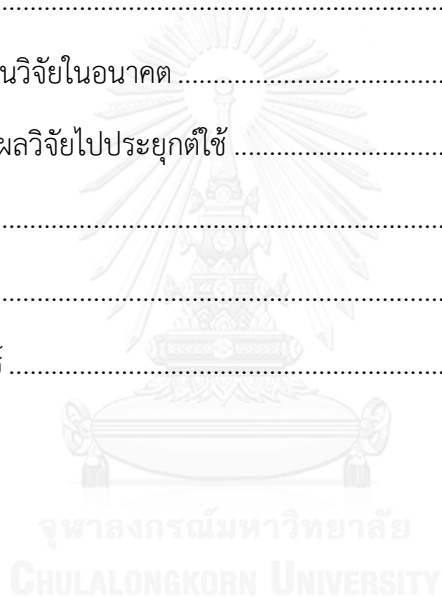 ................................................................
นวิจัยในอนาคต ........................................
ผลวิจัยไปประยุกต์ใช้ ................................
................................................................
................................................................
................................................................
จุฬาลงกรณ์มหาวิทยาลัย
CHULALONGKORN UNIVERSITY